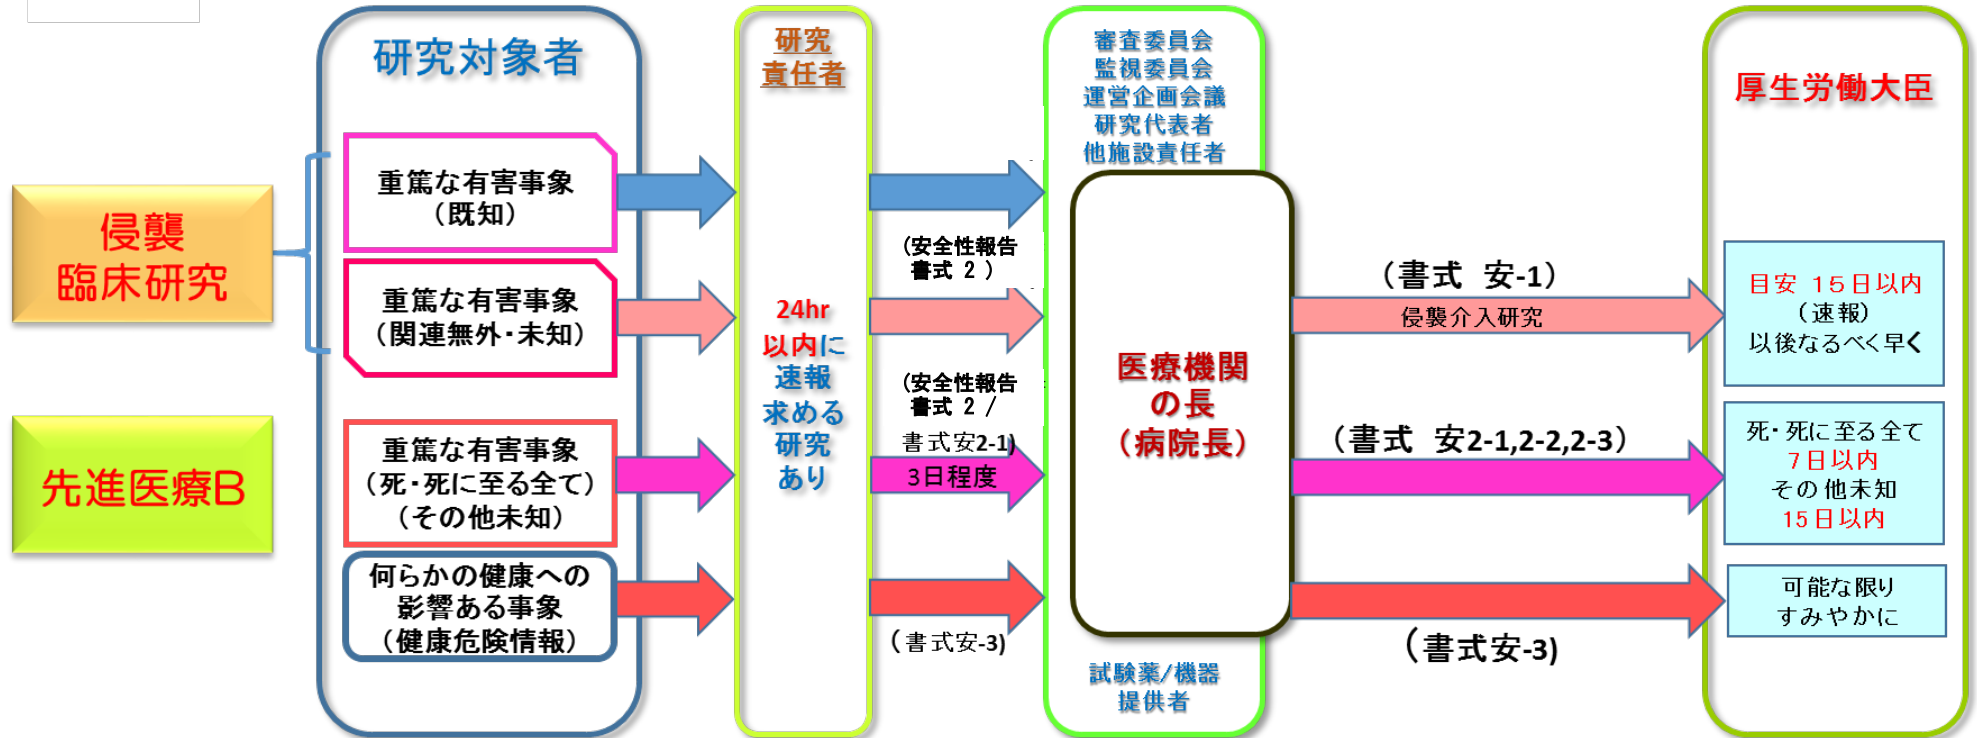 侵襲
臨床研究
先進医療B
研究対象者
重篤な有害事象
（既知）
重篤な有害事象
（関連無外・未知）
重篤な有害事象
（死・死に至る全て）
（その他未知）
何らかの健康への
影響ある事象
（健康危険情報）
研究
責任者
24hr
以内に
速報
求める
研究
あり
（安全性報告
書式 2 ）
（安全性報告
書式 2 /
書式安2-1)
3日程度
（書式安-3)
審査委員会
監視委員会
運営企画会議
研究代表者
他施設責任者
医療機関
の長
（病院長）
試験薬/機器
提供者
（書式 安-1）
侵襲介入研究
（書式 安2-1,2-2,2-3）
（書式安-3)
厚生労働大臣
目安 15日以内
（速報）
以後なるべく早く
死・死に至る全て
7日以内
その他未知
15日以内
可能な限り
すみやかに